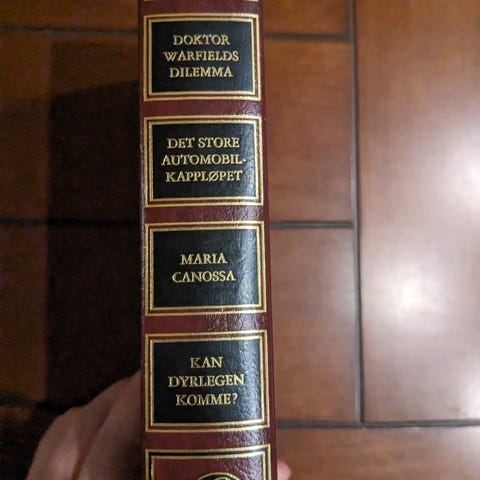 DOKTOR
WARFIELDS
DILEMMA
DET STORE
AUTOMOBIL-
KAPPLØPET
MARIA
CANOSSA
KAN
DYRLEGEN
KOMME?